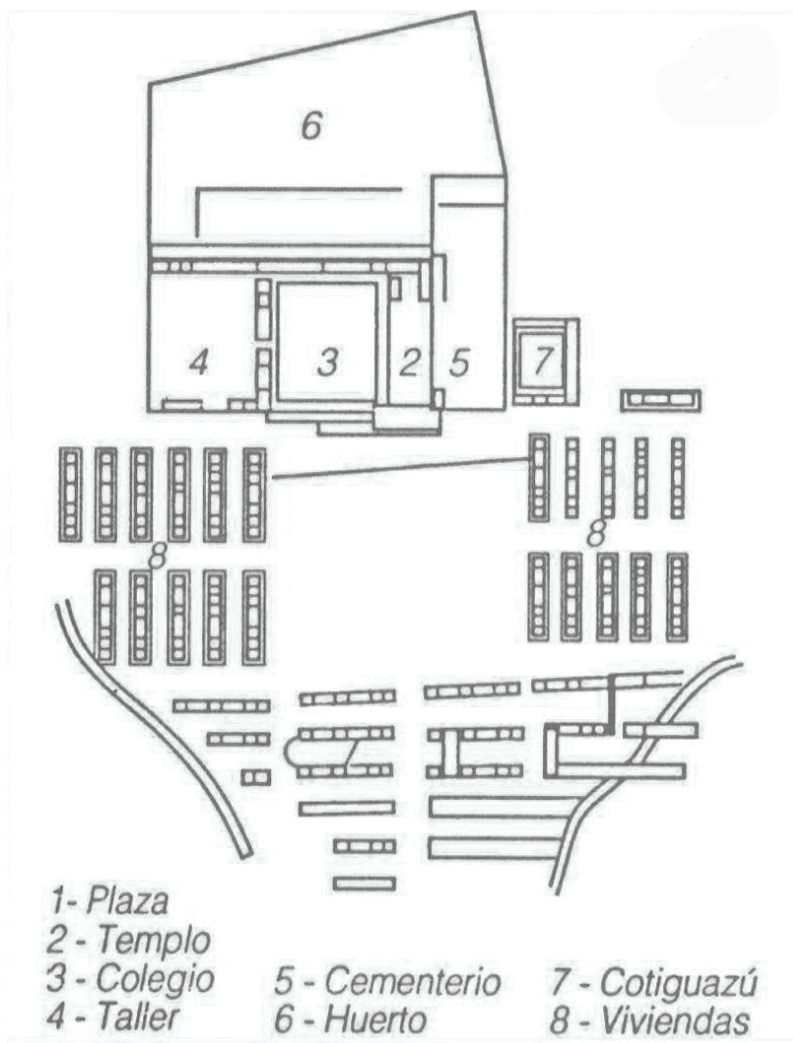 6
4
3
2
5
7
8
8
1- Plaza
2 - Templo
3 - Colegio
4 - Taller
5 - Cementerio
6 - Huerto
7 - Cotiguazú
8 - Viviendas